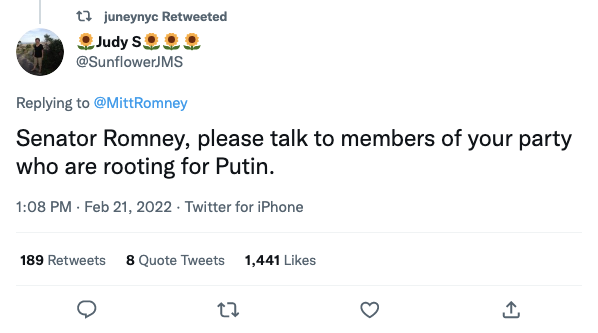 juneynyc Retweeted
🌻Judy S🌻🌻🌻
@SunflowerJMS
Replying to @MittRomney
Senator Romney, please talk to members of your party
who are rooting for Putin.
1:08 PM · Feb 21, 2022 · Twitter for iPhone
189 Retweets 8 Quote Tweets 1,441 Likes